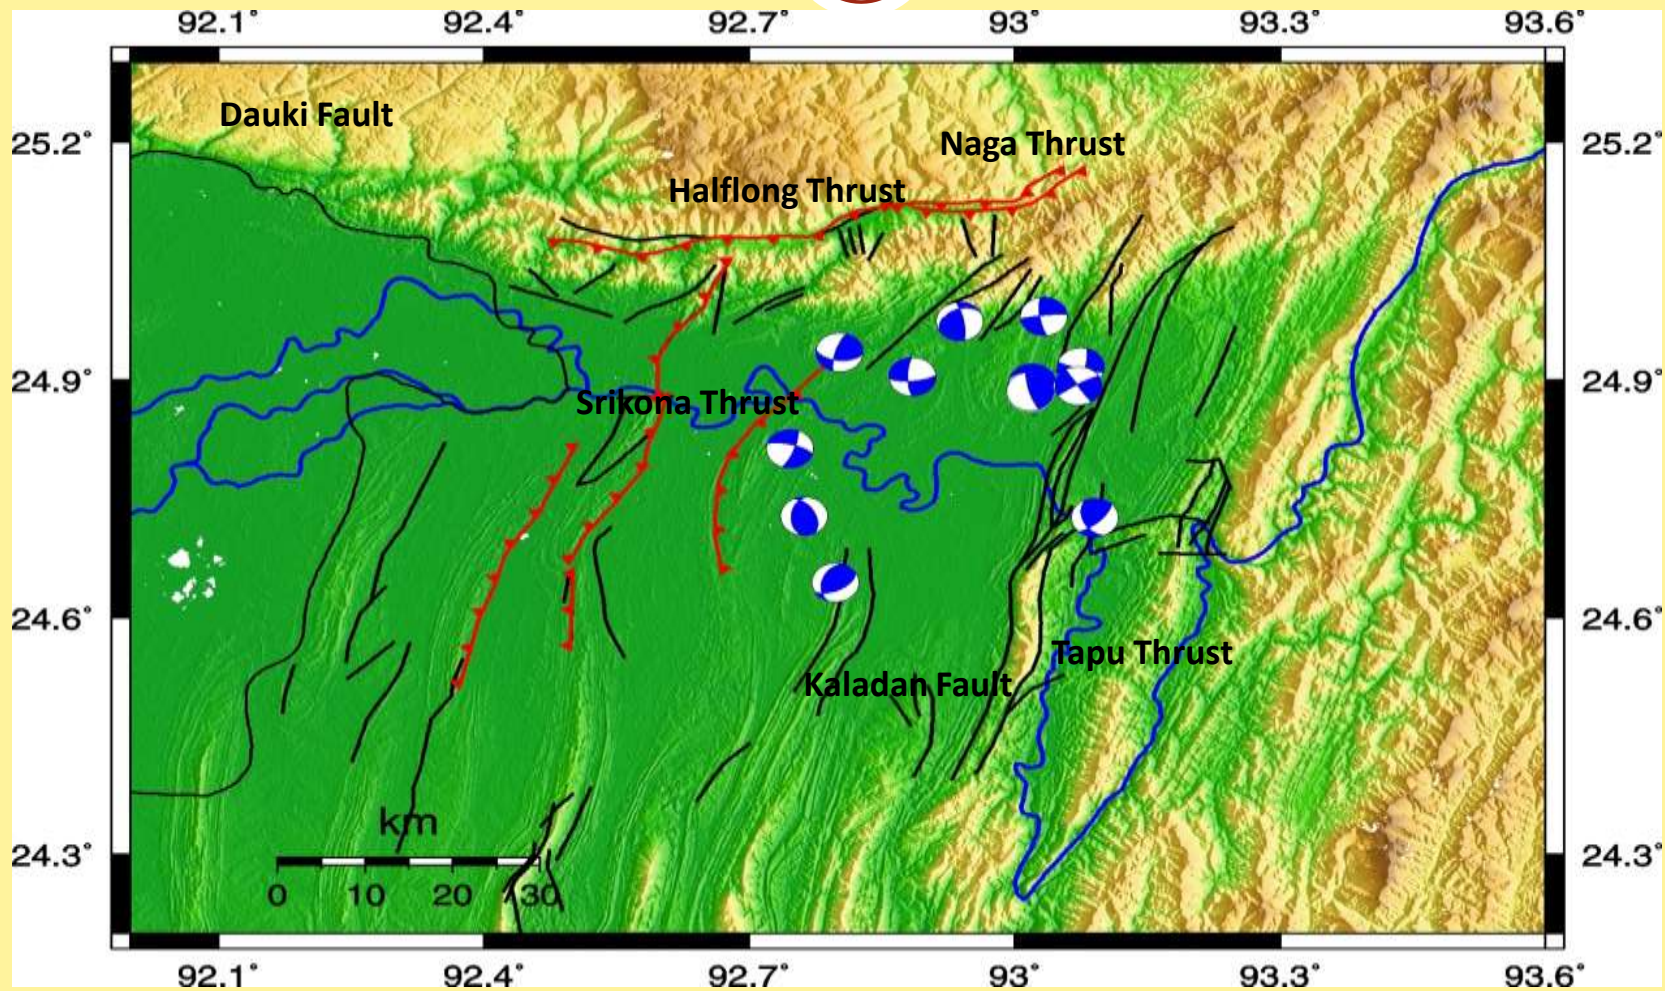 92.1° 92.4° 92.7° 93° 93.3° 93.6°
Dauki Fault
25.2° Naga Thrust 25.2°
Halflong Thrust
24.9° 24.9°
Srikona Thrust
24.6° 24.6°
Tapu Thrust
Kaladan Fault
km
24.3° 24.3°
0 10 20 30
92.1° 92.4° 92.7° 93° 93.3° 93.6°